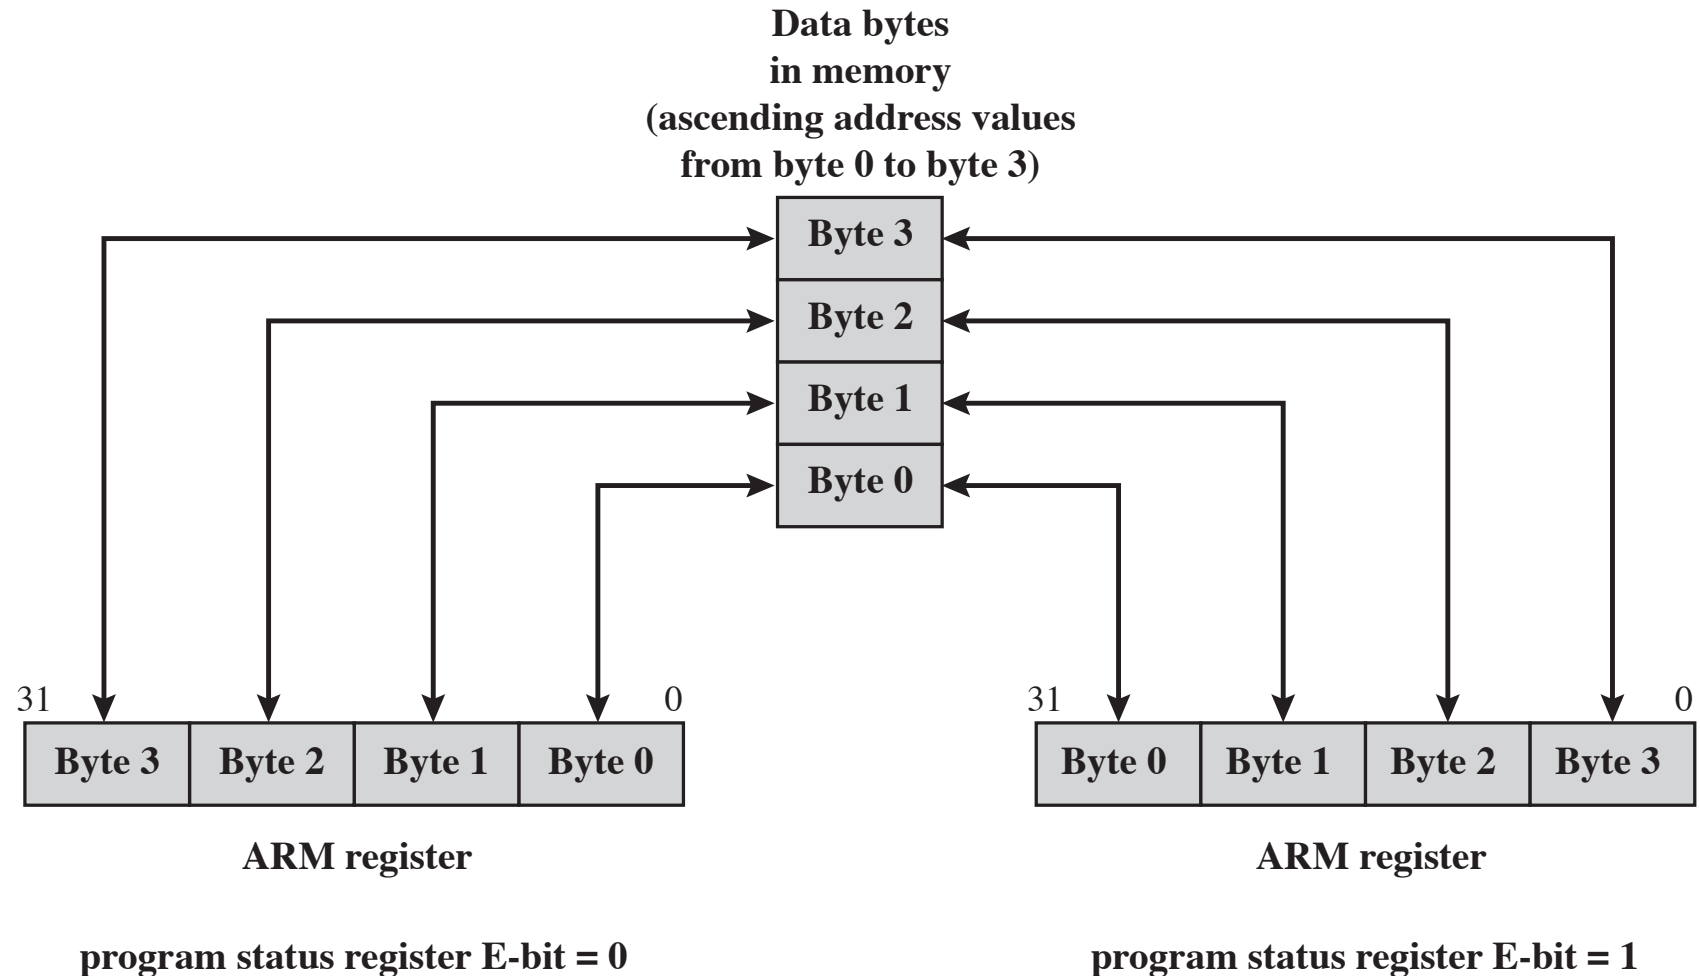 Data bytes
in memory
(ascending address values
from byte 0 to byte 3)
Byte 3
Byte 2
Byte 1
Byte 0
31 0
Byte 3 Byte 2 Byte 1 Byte 0
ARM register
program status register E-bit = 0
31 0
Byte 0 Byte 1 Byte 2 Byte 3
ARM register
program status register E-bit = 1